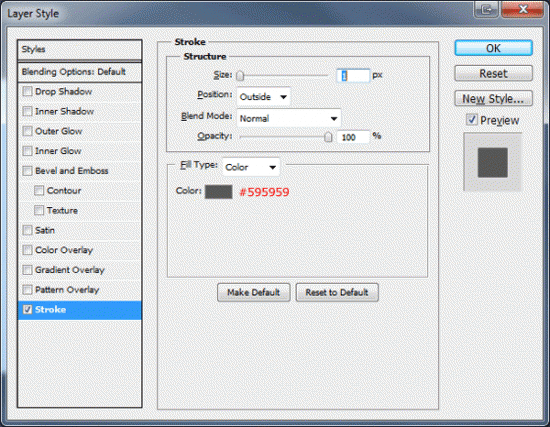 Layer Style
Styles
Blending Options: Default
Drop Shadow
Inner Shadow
Outer Glow
Inner Glow
Bevel and Emboss
Contour
Texture
Satin
Color Overlay
Gradient Overlay
Pattern Overlay
Stroke
Stroke
Structure
Size: 1 px
Position: Outside
Blend Mode: Normal
Opacity: 100 %
Fill Type: Color
Color: #595959
Make Default Reset to Default
OK
Reset
New Style...
Preview